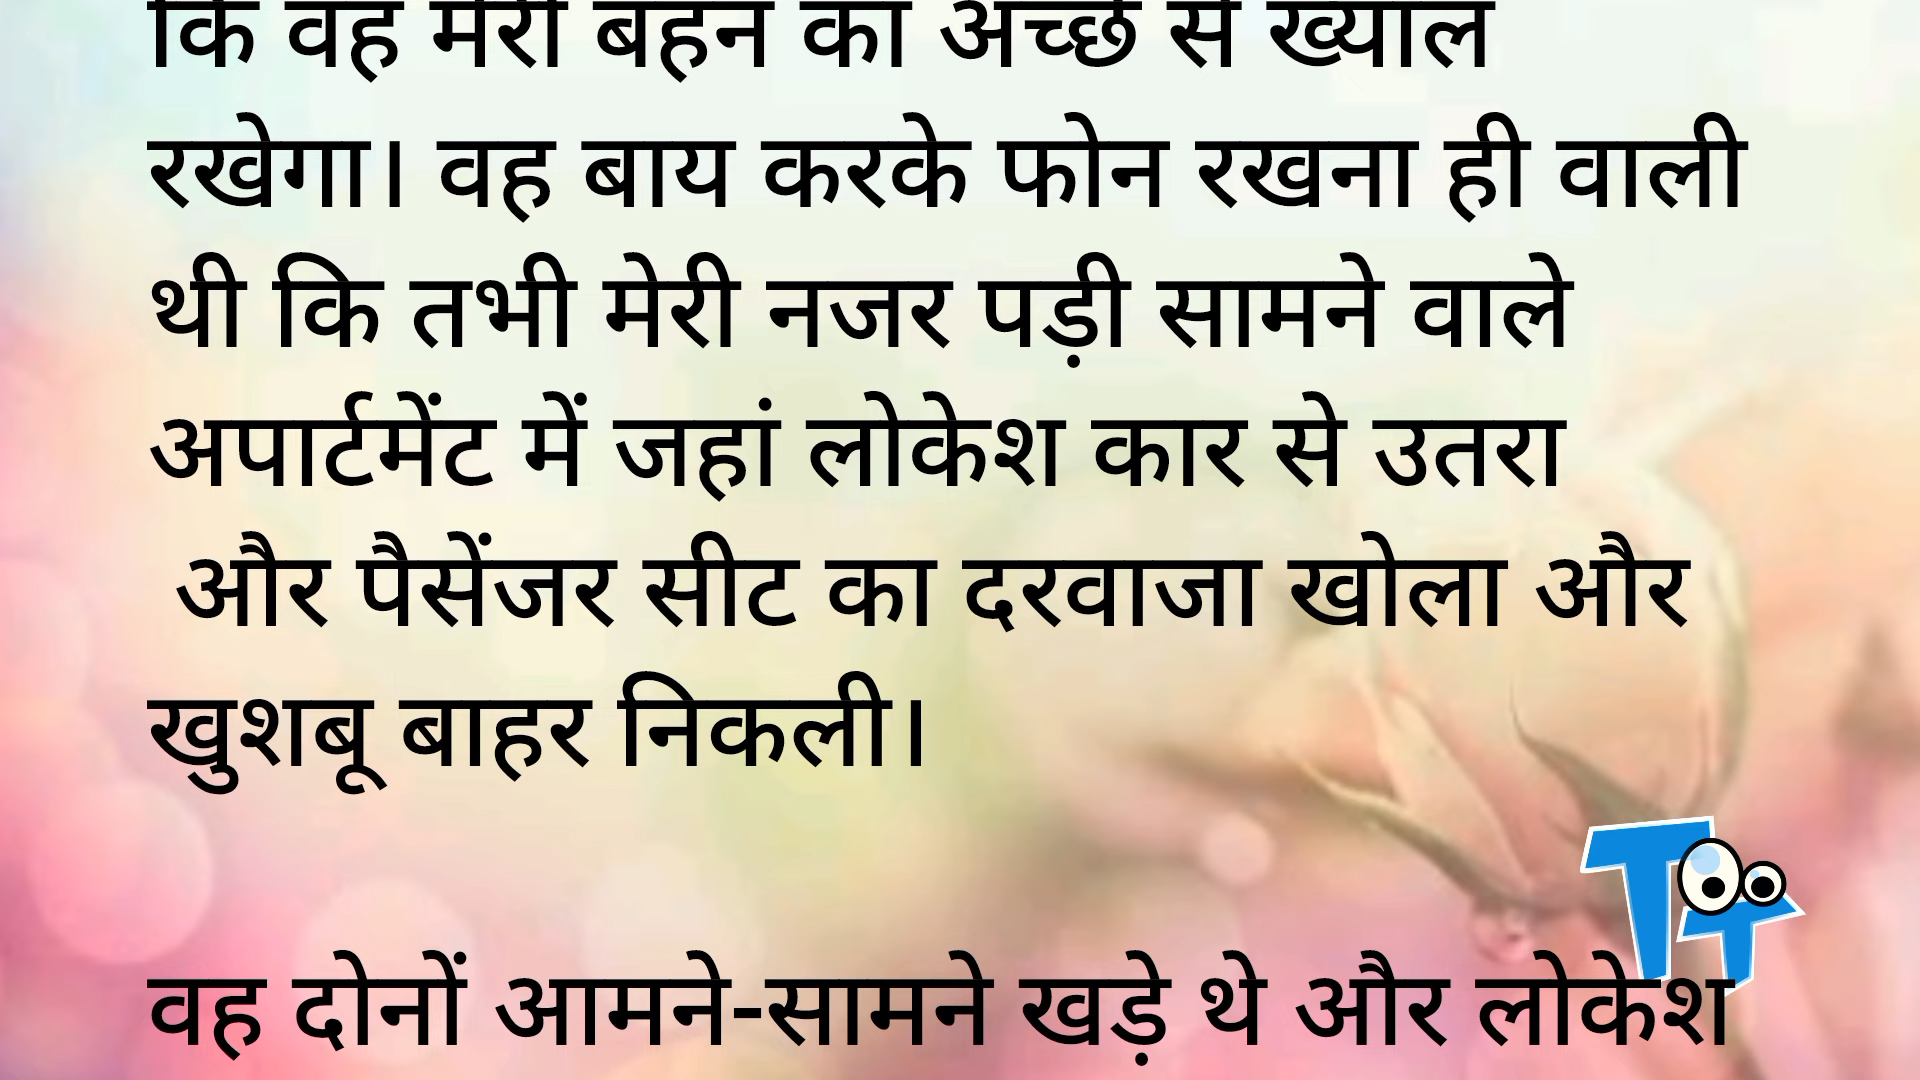 कि वह मेरी बहन का अच्छे से ख्याल
रखेगा। वह बाय करके फोन रखना ही वाली
थी कि तभी मेरी नजर पड़ी सामने वाले
अपार्टमेंट में जहां लोकेश कार से उतरा
और पैसेंजर सीट का दरवाजा खोला और
खुशबू बाहर निकली।
वह दोनों आमने-सामने खड़े थे और लोकेश
TT